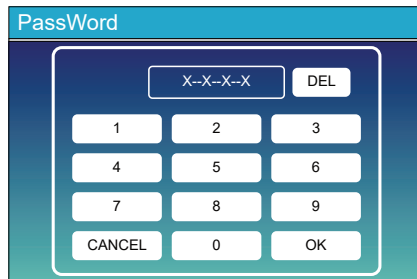 PassWord
X--X--X--X DEL
1 2 3
4 5 6
7 8 9
CANCEL 0 OK